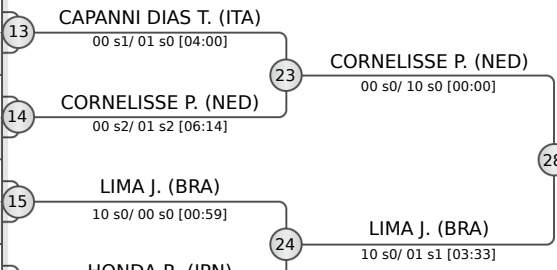 CAPANNI DIAS T. (ITA)
13
00 s1/ 01 s0 [04:00]
23
CORNELISSE P. (NED)
00 s0/ 10 s0 [00:00]
CORNELISSE P. (NED)
14
00 s2/ 01 s2 [06:14]
28
LIMA J. (BRA)
15
10 s0/ 00 s0 [00:59]
24
LIMA J. (BRA)
10 s0/ 01 s1 [03:33]